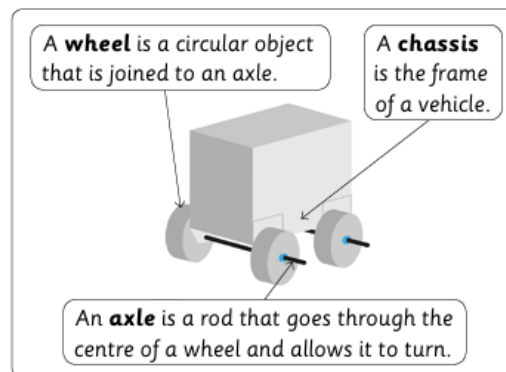 A wheel is a circular object
that is joined to an axle.
A chassis
is the frame
of a vehicle.
An axle is a rod that goes through the
centre of a wheel and allows it to turn.